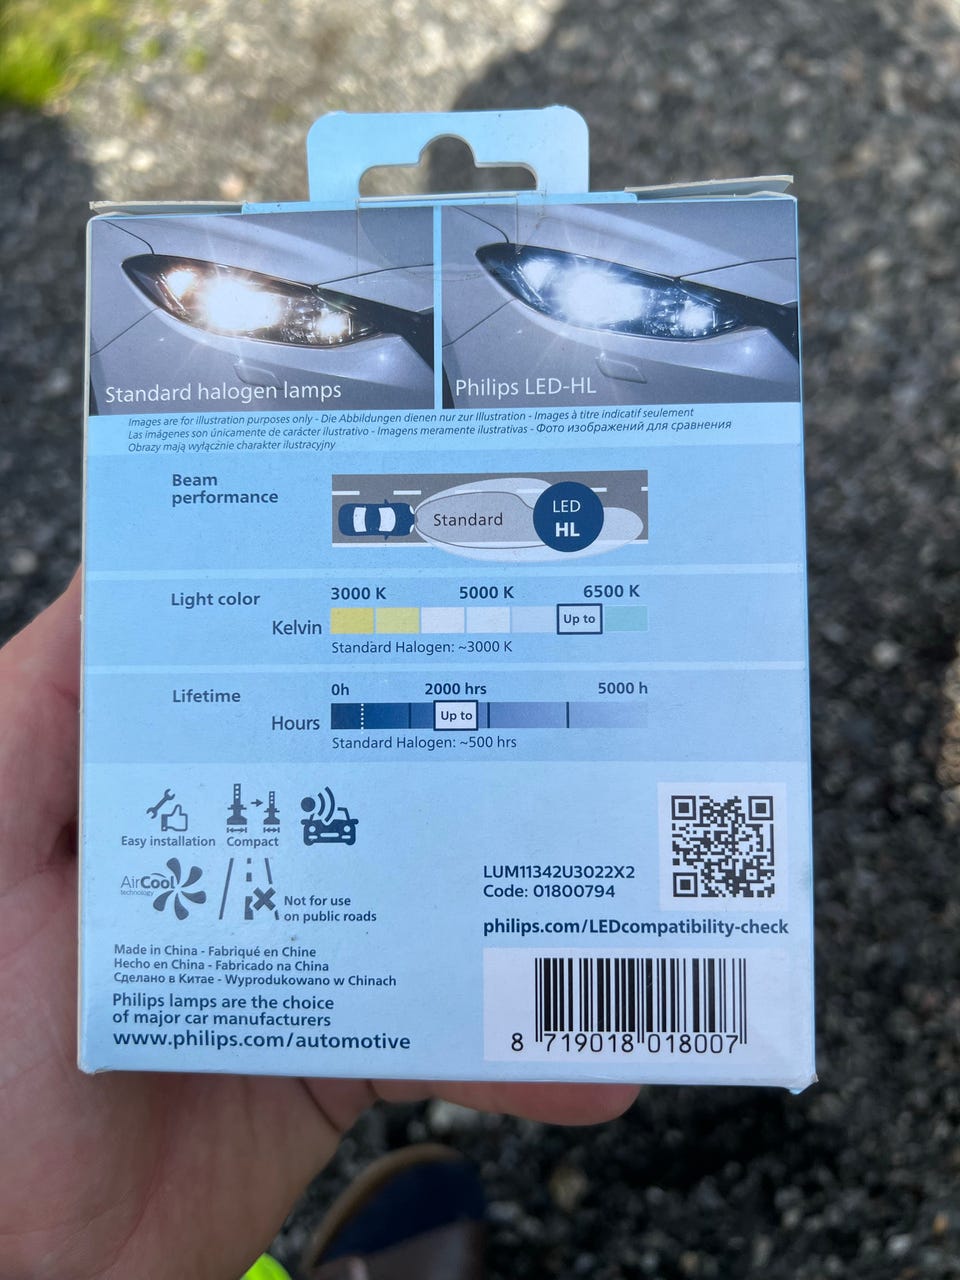 Standard halogen lamps
Philips LED-HL
Images are for illustration purposes only - Die Abbildungen dienen nur zur Illustration - Images à titre indicatif seulement
Las imágenes son únicamente de carácter ilustrativo - Imagens meramente ilustrativas - Фото изображений для сравнения
Obrazy mają wyłącznie charakter ilustracyjny
Beam
performance
Standard
LED
HL
Light color
3000 K 5000 K 6500 K
Kelvin
Up to
Standard Halogen: ~3000 K
Lifetime
0h 2000 hrs 5000 h
Hours
Up to
Standard Halogen: ~500 hrs
Easy installation
Compact
AirCool
technology
Not for use
on public roads
LUM11342U3022X2
Code: 01800794
philips.com/LEDcompatibility-check
Made in China - Fabriqué en Chine
Hecho en China - Fabricado na China
Сделано в Китае - Wyprodukowano w Chinach
Philips lamps are the choice
of major car manufacturers
www.philips.com/automotive
8 719018 018007